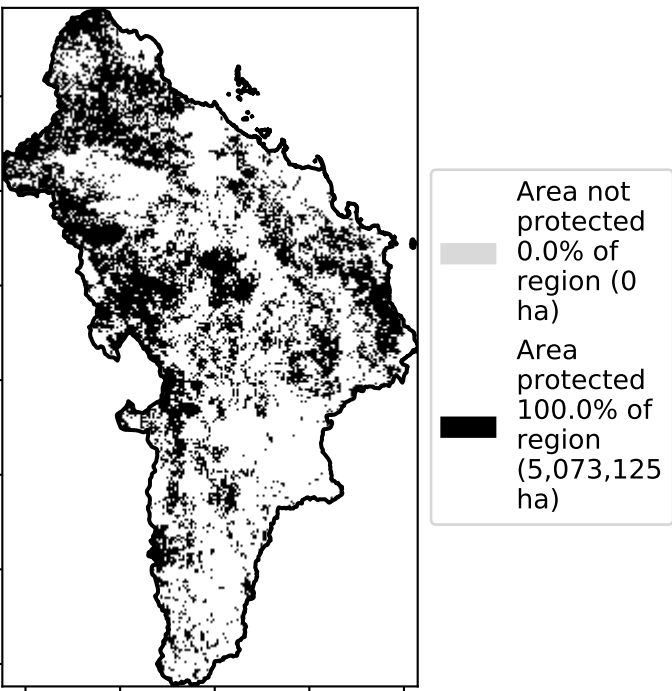 Area not
protected
0.0% of
region (0
ha)
Area
protected
100.0% of
region
(5,073,125
ha)